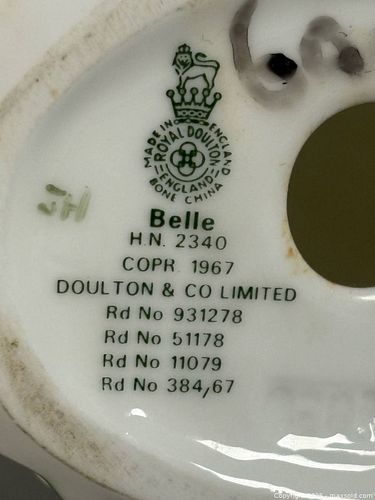 MADE IN ENGLAND
ROYAL DOULTON
ENGLAND
BONE CHINA
Belle
H.N. 2340
COPR. 1967
DOULTON & CO LIMITED
Rd No 931278
Rd No 51178
Rd No 11079
Rd No 384/67